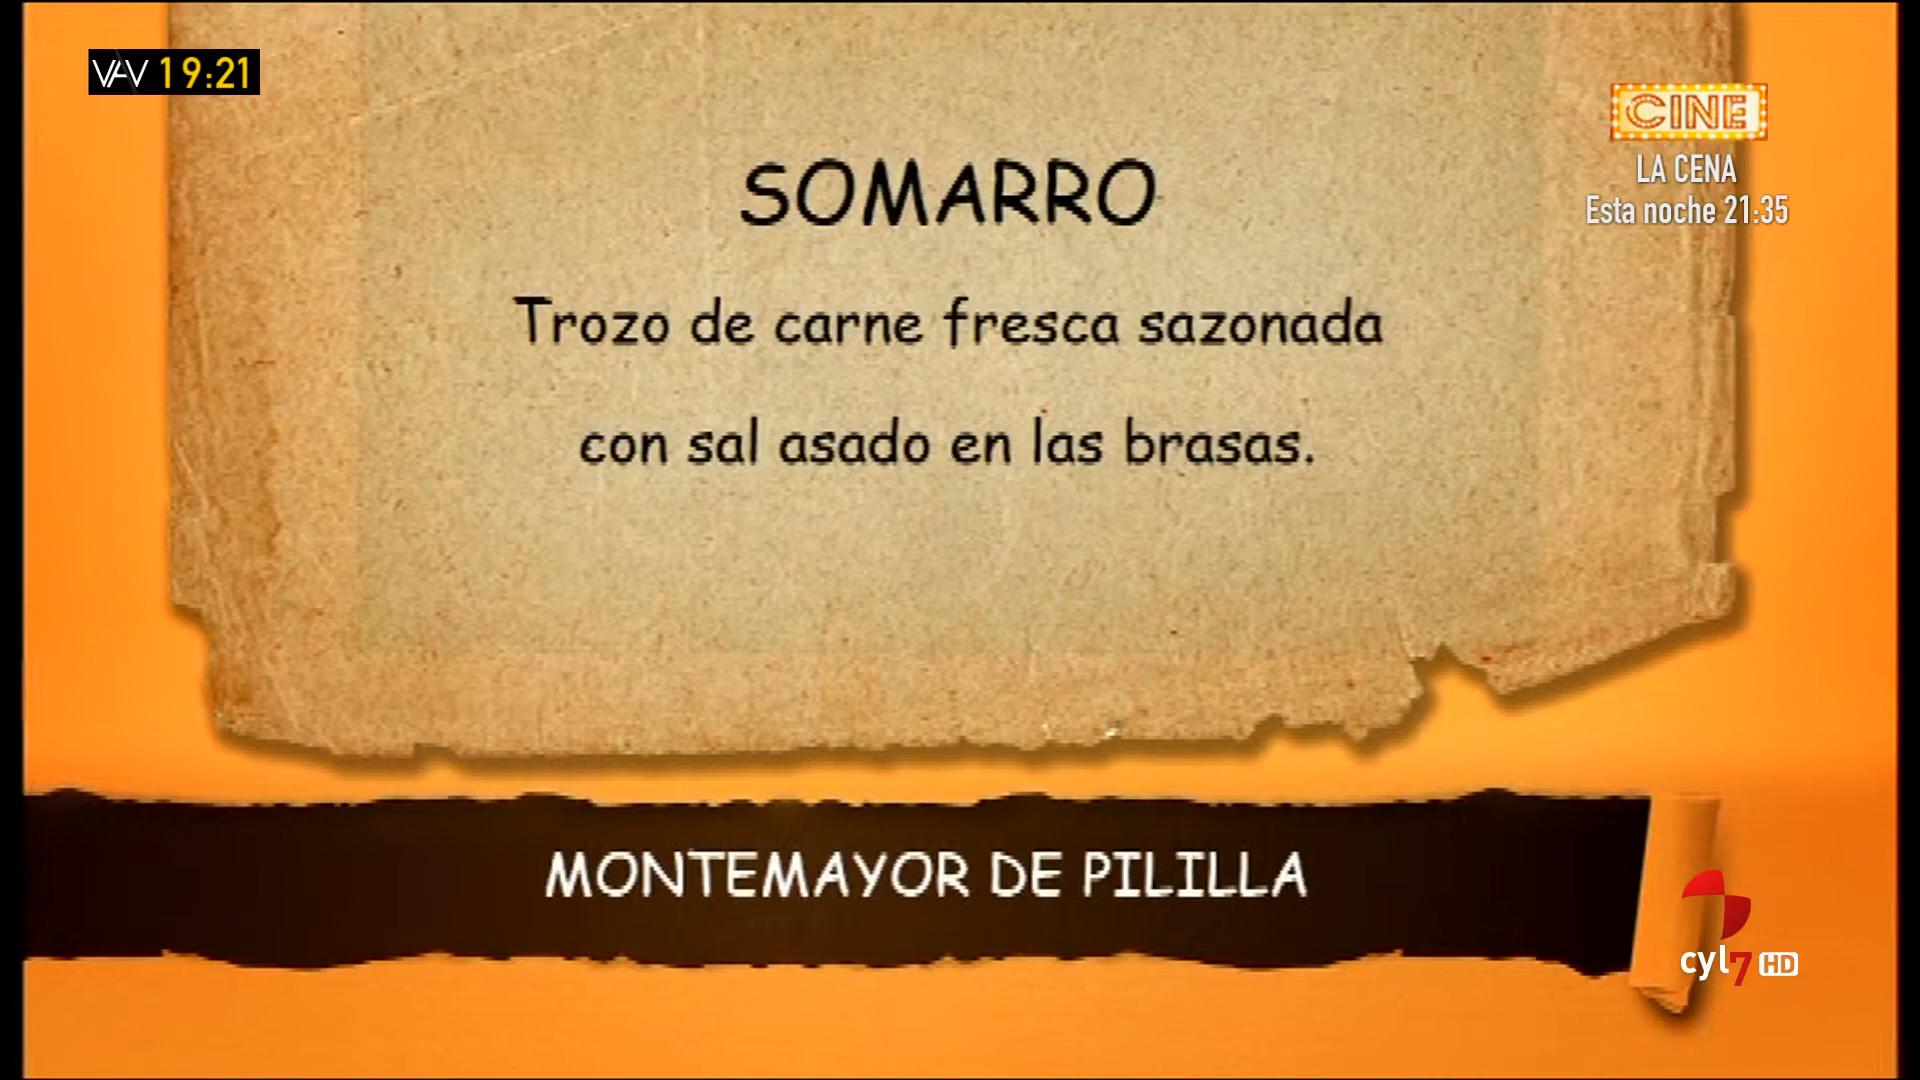 VAV 19:21
CINE
LA CENA
Esta noche 21:35
SOMARRO
Trozo de carne fresca sazonada
con sal asado en las brasas.
MONTEMAYOR DE PILILLA
cyl7 HD